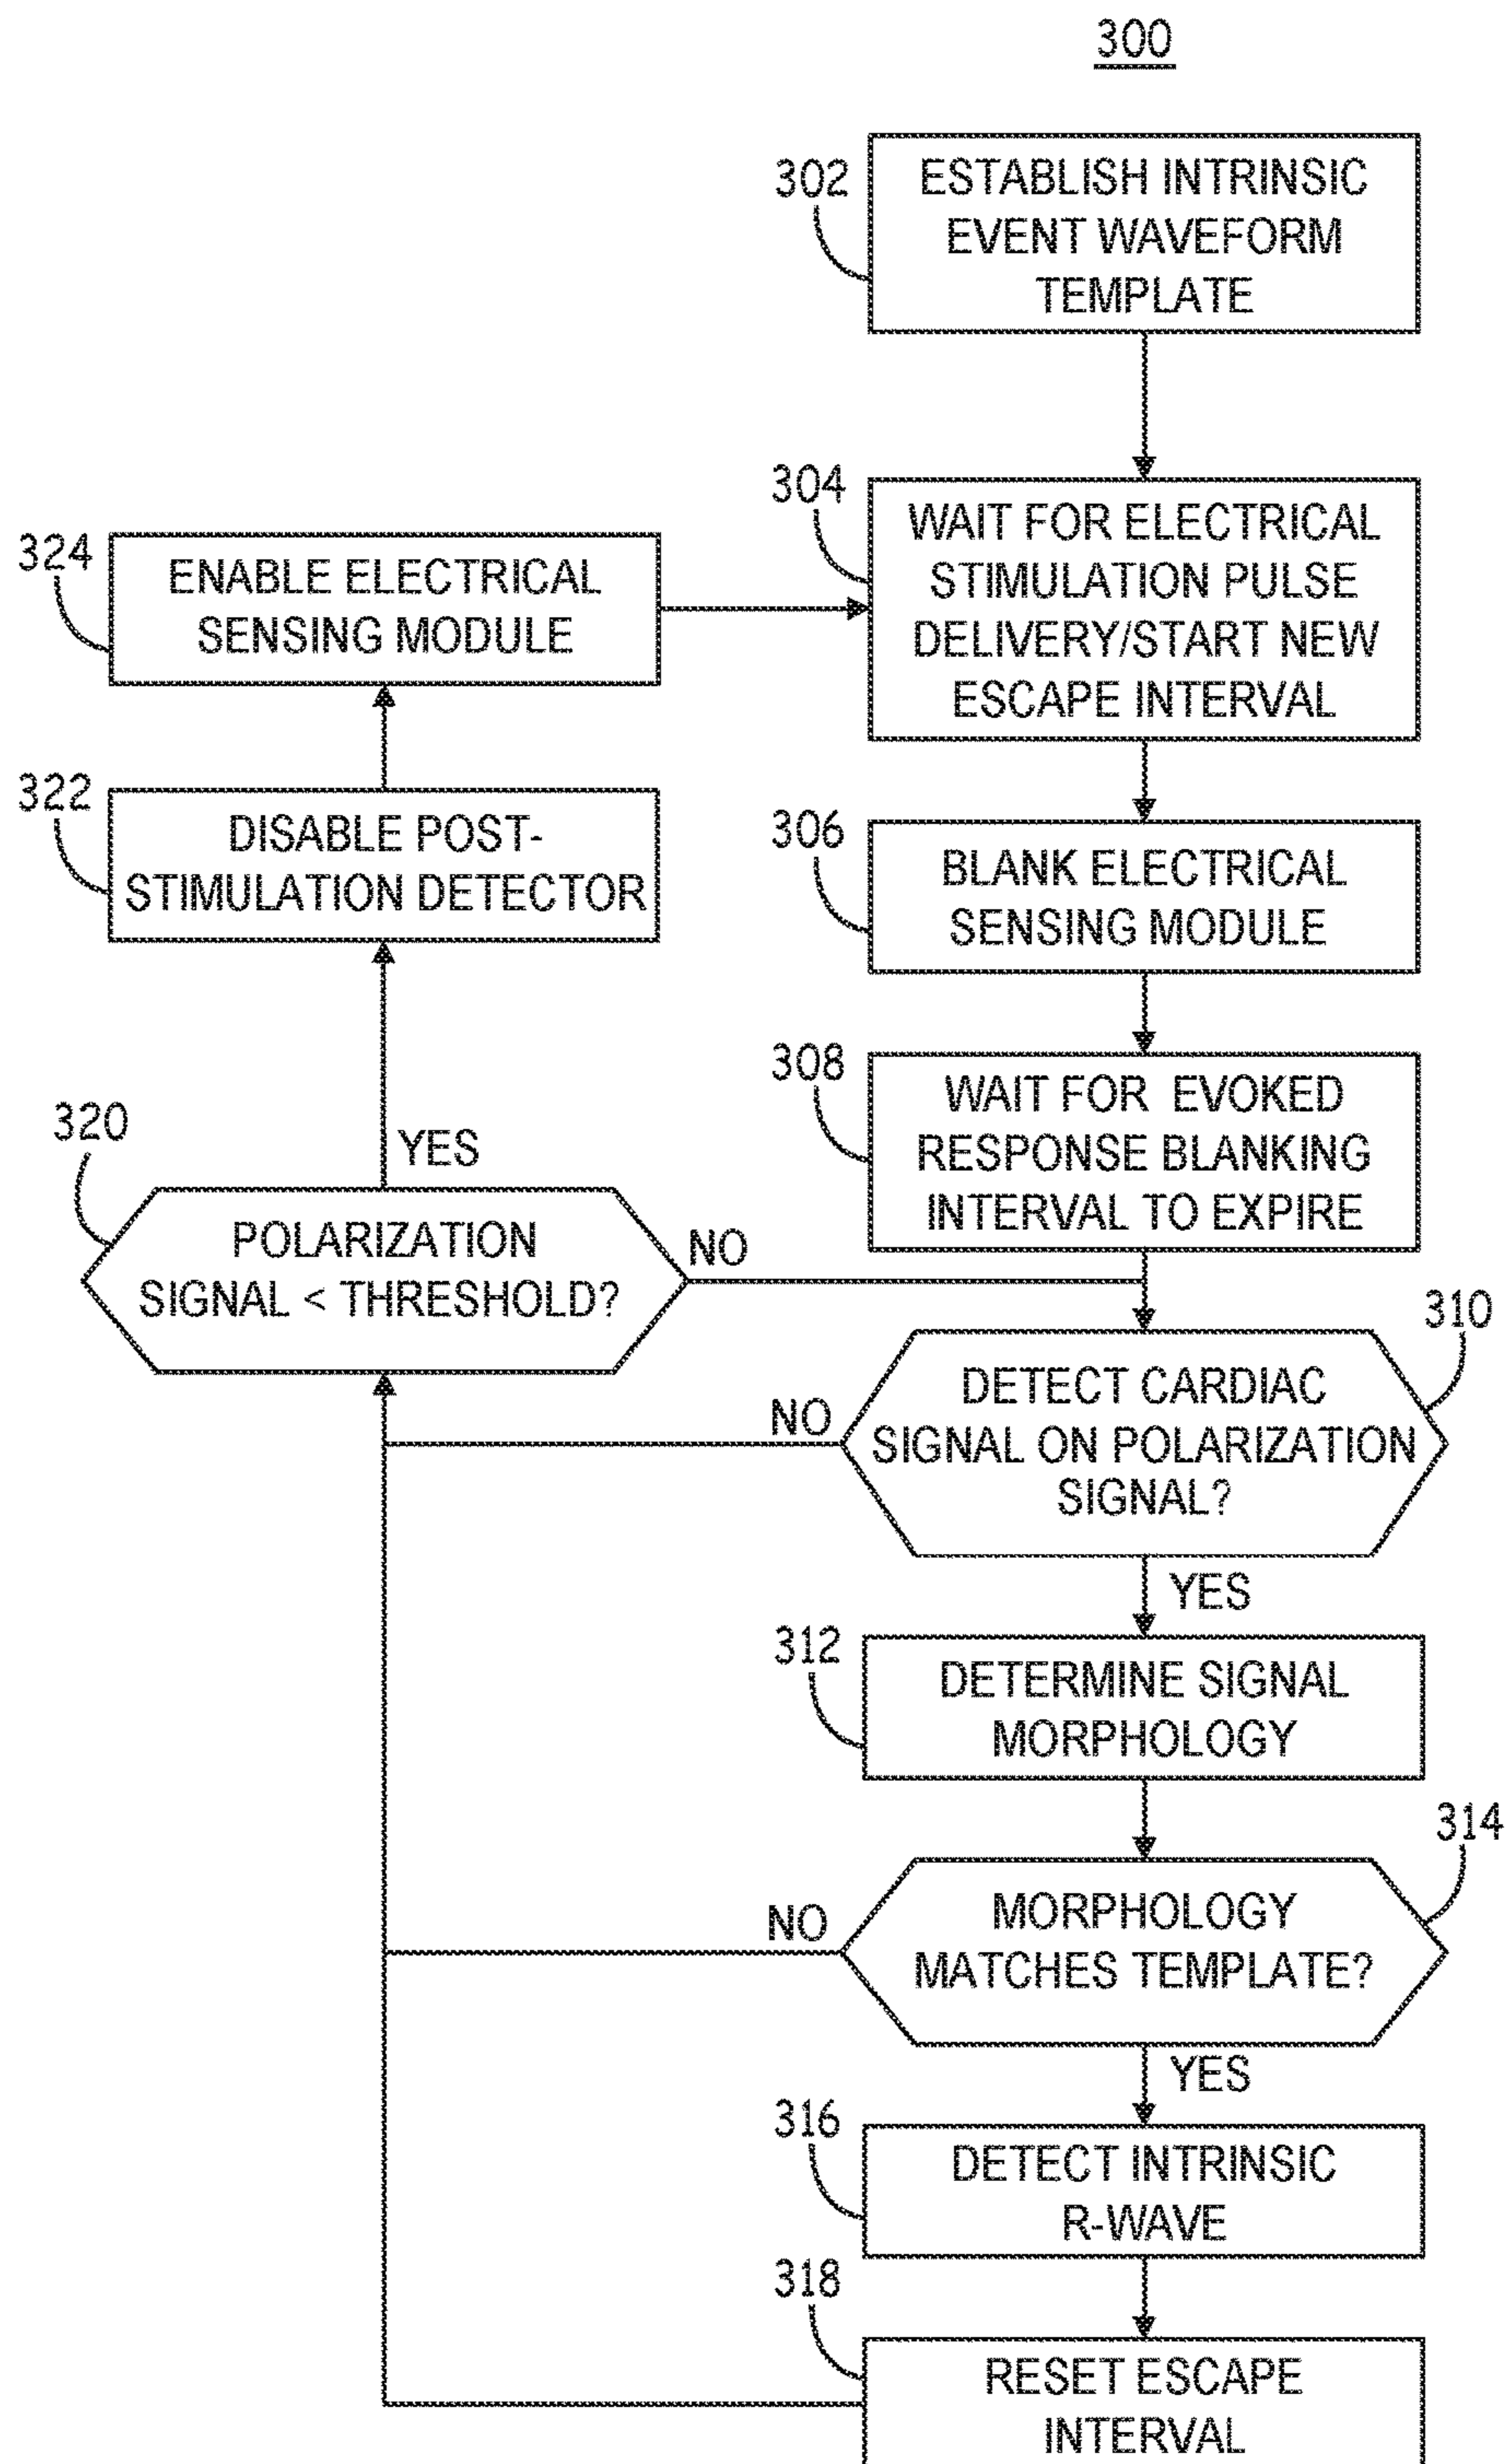 300
302
ESTABLISH INTRINSIC
EVENT WAVEFORM
TEMPLATE
304
WAIT FOR ELECTRICAL
STIMULATION PULSE
DELIVERY/START NEW
ESCAPE INTERVAL
324
ENABLE ELECTRICAL
SENSING MODULE
322
DISABLE POST-
STIMULATION DETECTOR
306
BLANK ELECTRICAL
SENSING MODULE
308
WAIT FOR EVOKED
RESPONSE BLANKING
INTERVAL TO EXPIRE
320
YES
POLARIZATION
SIGNAL < THRESHOLD?
NO
310
DETECT CARDIAC
SIGNAL ON POLARIZATION
SIGNAL?
NO
YES
312
DETERMINE SIGNAL
MORPHOLOGY
314
MORPHOLOGY
MATCHES TEMPLATE?
NO
YES
316
DETECT INTRINSIC
R-WAVE
318
RESET ESCAPE
INTERVAL